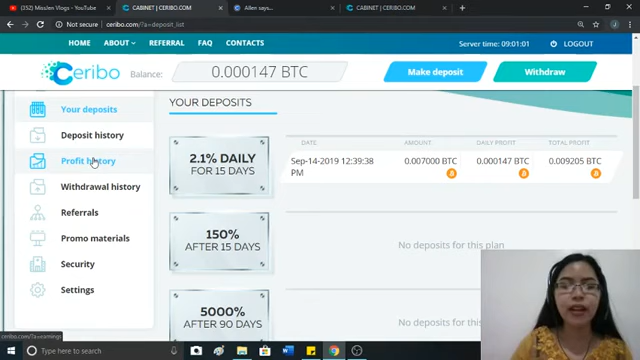 (352) MissJen Vlogs - YouTube
CABINET | CERIBO.COM
Allen says...
CABINET | CERIBO.COM
Not secure | ceribo.com/?a=deposit_list
HOME ABOUT REFERRAL FAQ CONTACTS
Server time: 09:01:01
LOGOUT
Ceribo
Balance:
0.000147 BTC
Make deposit
Withdraw
Your deposits
Deposit history
Profit history
Withdrawal history
Referrals
Promo materials
Security
Settings
YOUR DEPOSITS
DATE AMOUNT DAILY PROFIT TOTAL PROFIT
2.1% DAILY
FOR 15 DAYS
Sep-14-2019 12:39:38
PM
0.007000 BTC 0.000147 BTC 0.009205 BTC
150%
AFTER 15 DAYS
No deposits for this plan
5000%
AFTER 90 DAYS
No deposits for this
ceribo.com/?a=earnings
Type here to search